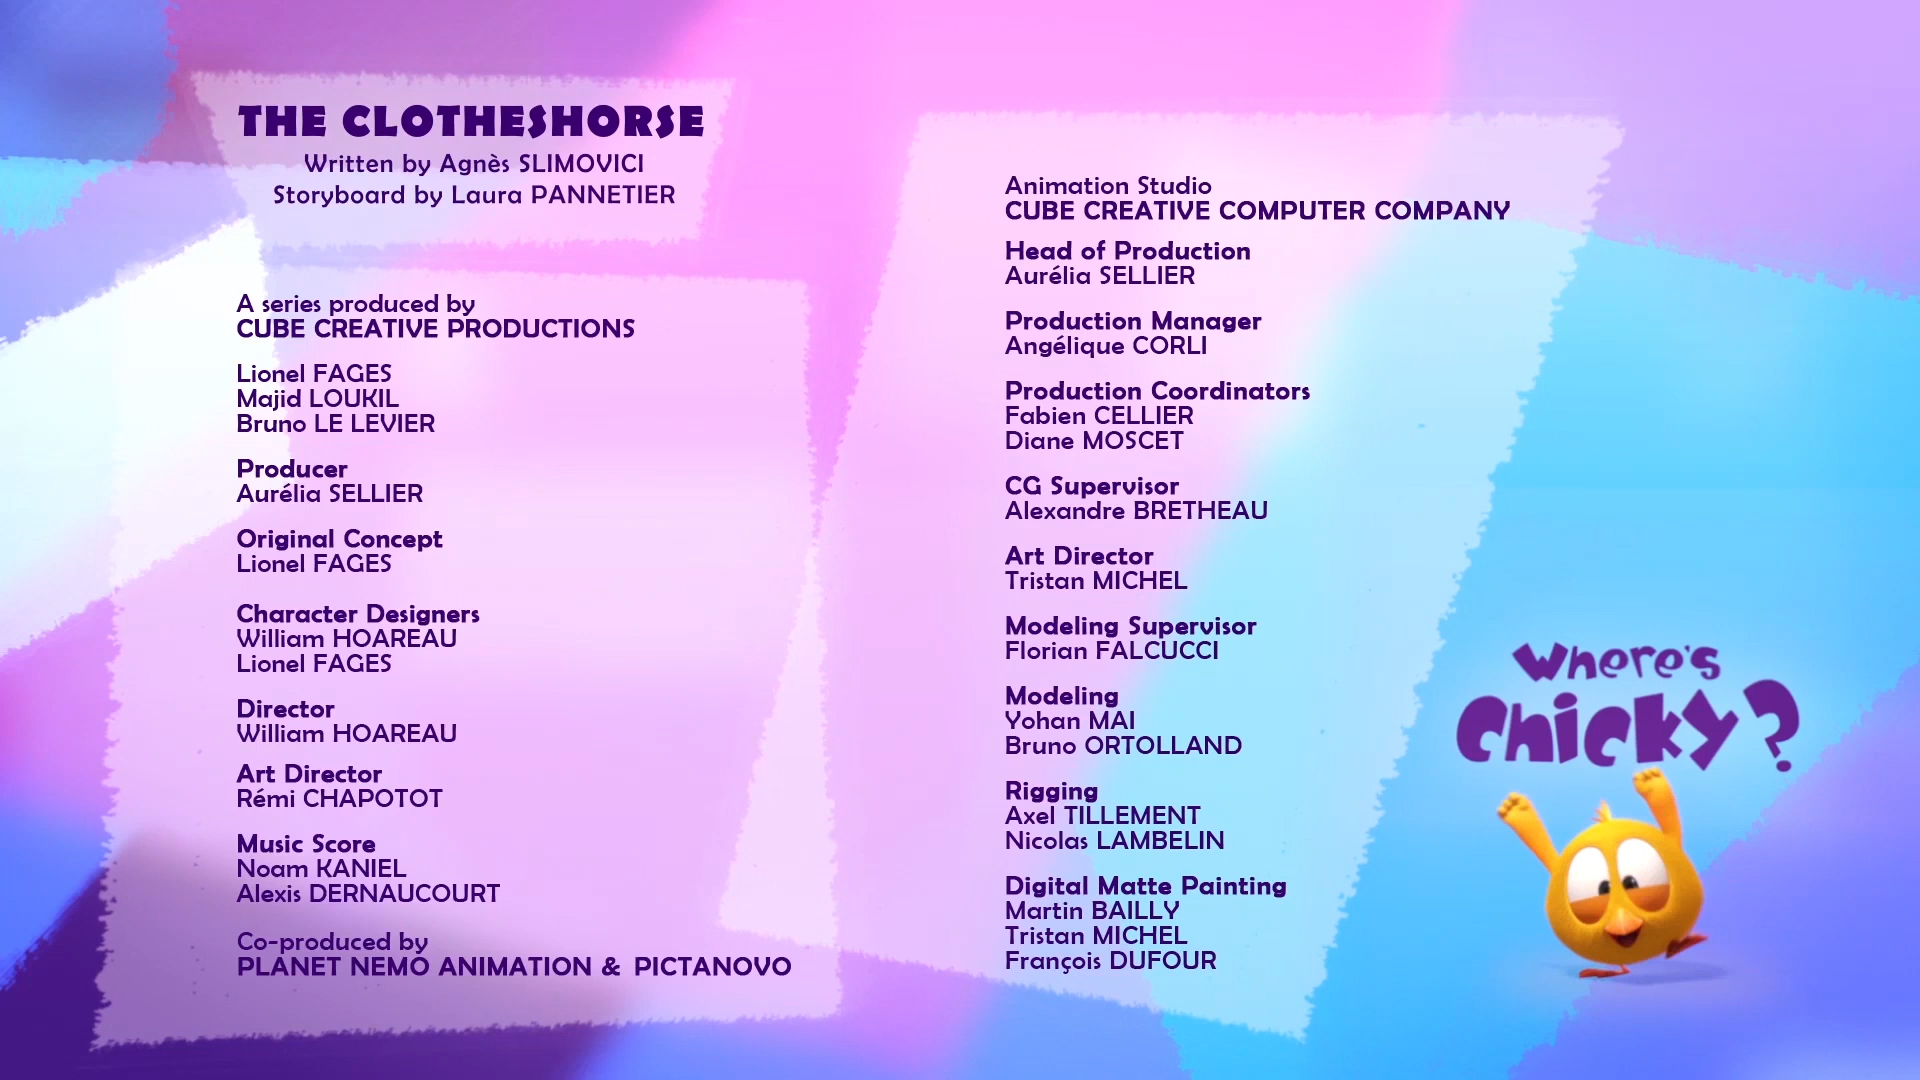 THE CLOTHESHORSE
Written by Agnès SLIMOVICI
Storyboard by Laura PANNETIER
A series produced by
CUBE CREATIVE PRODUCTIONS
Lionel FAGES
Majid LOUKIL
Bruno LE LEVIER
Producer
Aurélia SELLIER
Original Concept
Lionel FAGES
Character Designers
William HOAREAU
Lionel FAGES
Director
William HOAREAU
Art Director
Rémi CHAPOTOT
Music Score
Noam KANIEL
Alexis DERNAUCOURT
Co-produced by
PLANET NEMO ANIMATION & PICTANOVO
Animation Studio
CUBE CREATIVE COMPUTER COMPANY
Head of Production
Aurélia SELLIER
Production Manager
Angélique CORLI
Production Coordinators
Fabien CELLIER
Diane MOSCET
CG Supervisor
Alexandre BRETHEAU
Art Director
Tristan MICHEL
Modeling Supervisor
Florian FALCUCCI
Modeling
Yohan MAI
Bruno ORTOLLAND
Rigging
Axel TILLEMENT
Nicolas LAMBELIN
Digital Matte Painting
Martin BAILLY
Tristan MICHEL
François DUFOUR
Where's
Chicky?